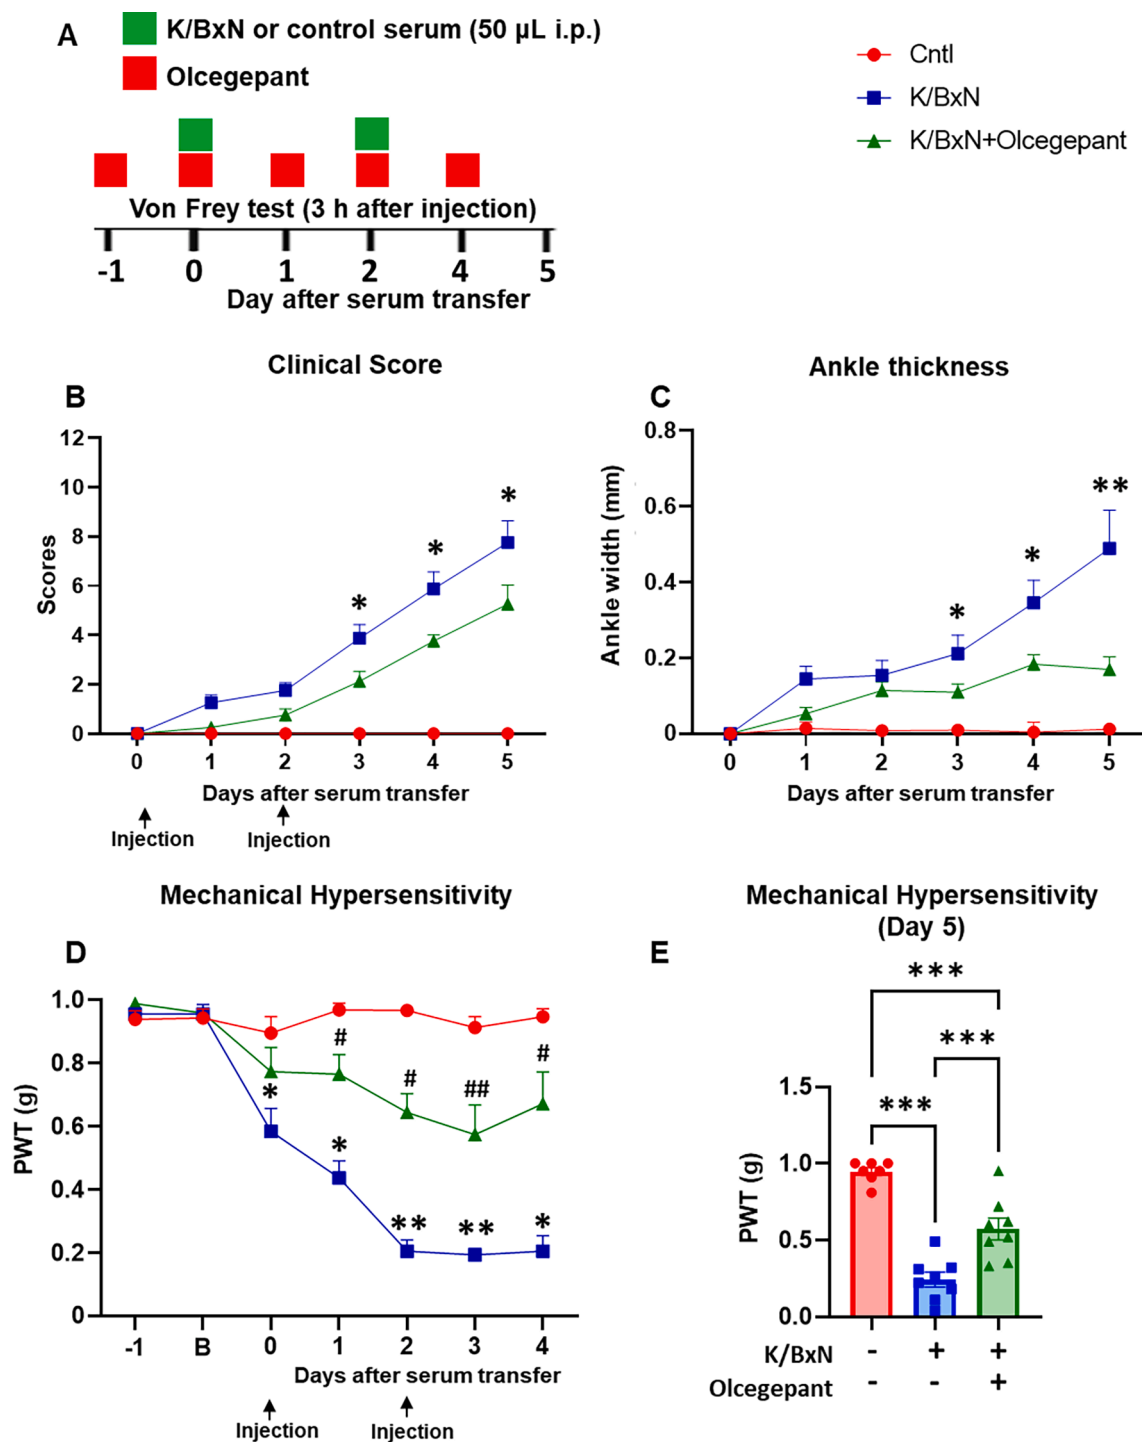 A
K/BxN or control serum (50 µL i.p.)
Olcegepant
Cntl
K/BxN
K/BxN+Olcegepant
Von Frey test (3 h after injection)
-1 0 1 2 4 5
Day after serum transfer
Clinical Score
B
12
10
8
6
4
2
0
Scores
* * *
0 1 2 3 4 5
Days after serum transfer
Injection Injection
Ankle thickness
C
0.8
0.6
0.4
0.2
0
Ankle width (mm)
* * **
0 1 2 3 4 5
Days after serum transfer
Mechanical Hypersensitivity
D
1.0
0.8
0.6
0.4
0.2
0
PWT (g)
# # ## #
* * ** ** *
-1 B 0 1 2 3 4
Days after serum transfer
Injection Injection
Mechanical Hypersensitivity
(Day 5)
E
***
***
***
1.5
1.0
0.5
0.0
PWT (g)
K/BxN - + +
Olcegepant - - +